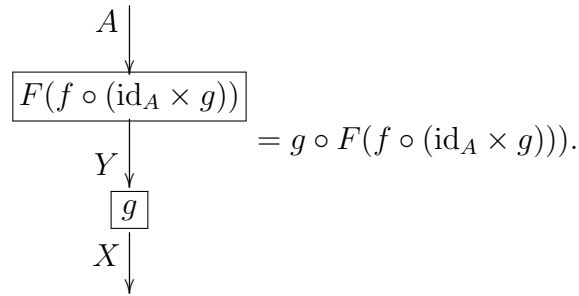 A
F(f ∘ (id_A × g))
Y
= g ∘ F(f ∘ (id_A × g))).
g
X